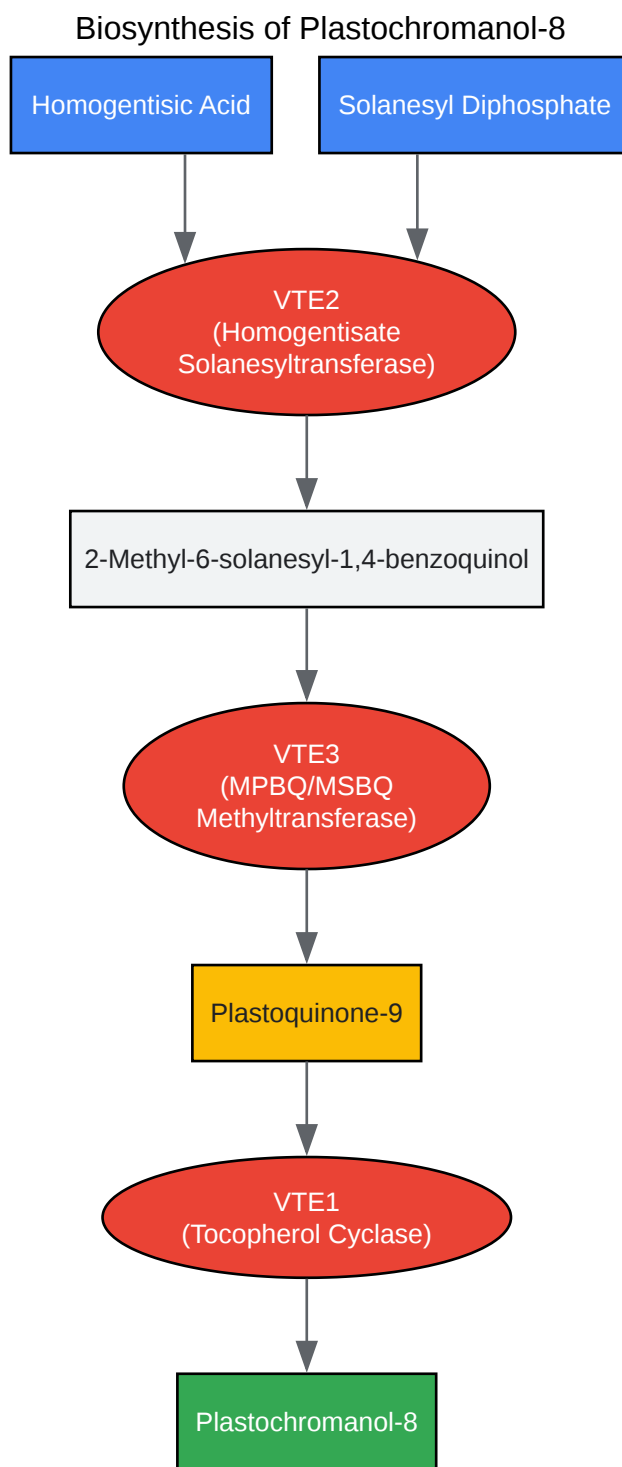 Biosynthesis of Plastochromanol-8
Homogentisic Acid
Solanesyl Diphosphate
VTE2
(Homogentisate
Solanesyltransferase)
2-Methyl-6-solanesyl-1,4-benzoquinol
VTE3
(MPBQ/MSBQ
Methyltransferase)
Plastoquinone-9
VTE1
(Tocopherol Cyclase)
Plastochromanol-8